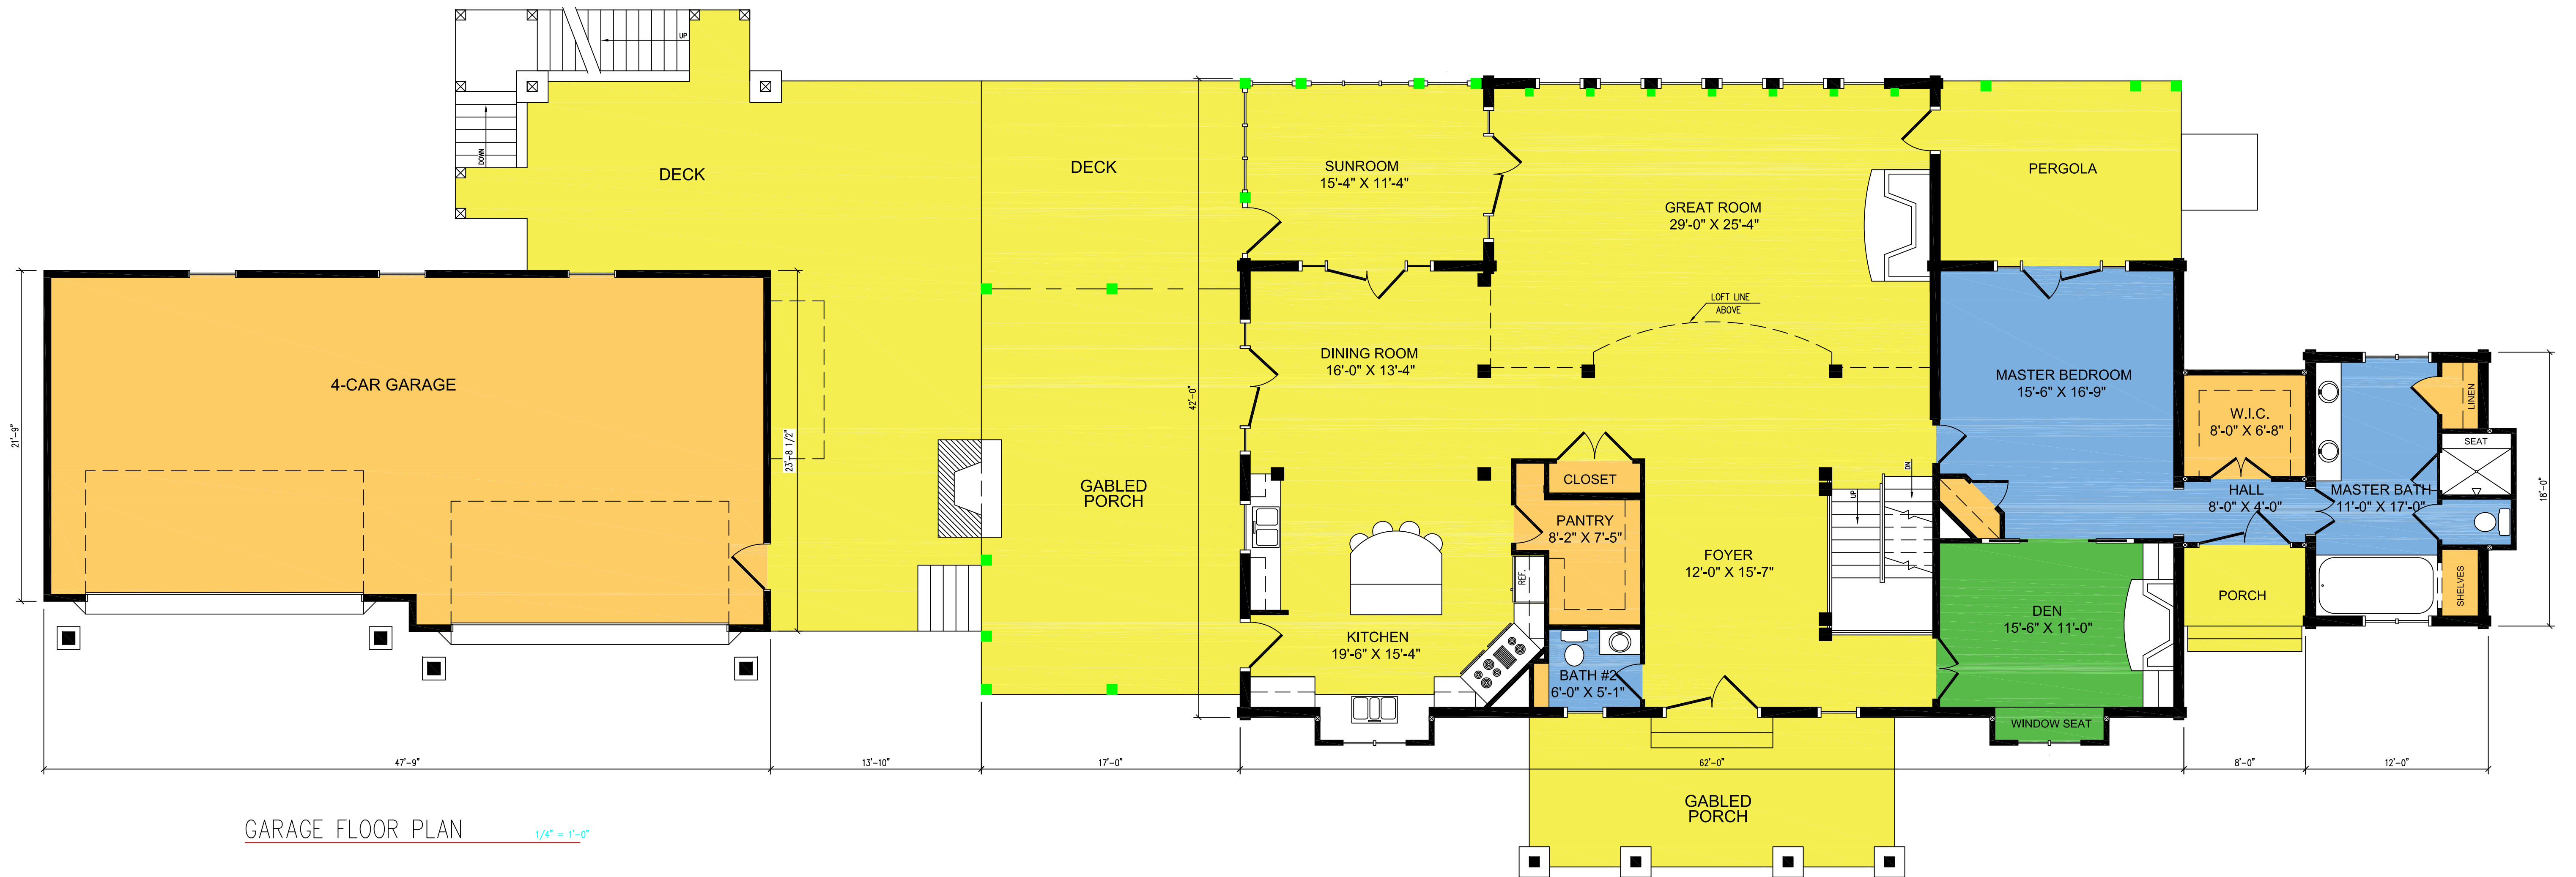 UP
DOWN
DECK
DECK
SUNROOM
15'-4" X 11'-4"
GREAT ROOM
29'-0" X 25'-4"
PERGOLA
LOFT LINE
ABOVE
4-CAR GARAGE
21'-9"
23'-8 1/2"
42'-0"
DINING ROOM
16'-0" X 13'-4"
MASTER BEDROOM
15'-6" X 16'-9"
W.I.C.
8'-0" X 6'-8"
LINEN
SEAT
18'-0"
GABLED
PORCH
CLOSET
PANTRY
8'-2" X 7'-5"
UP
DN
HALL
8'-0" X 4'-0"
MASTER BATH
11'-0" X 17'-0"
FOYER
12'-0" X 15'-7"
REF.
KITCHEN
19'-6" X 15'-4"
BATH #2
6'-0" X 5'-1"
DEN
15'-6" X 11'-0"
PORCH
SHELVES
WINDOW SEAT
47'-9"
13'-10"
17'-0"
62'-0"
8'-0"
12'-0"
GABLED
PORCH
GARAGE FLOOR PLAN
1/4" = 1'-0"